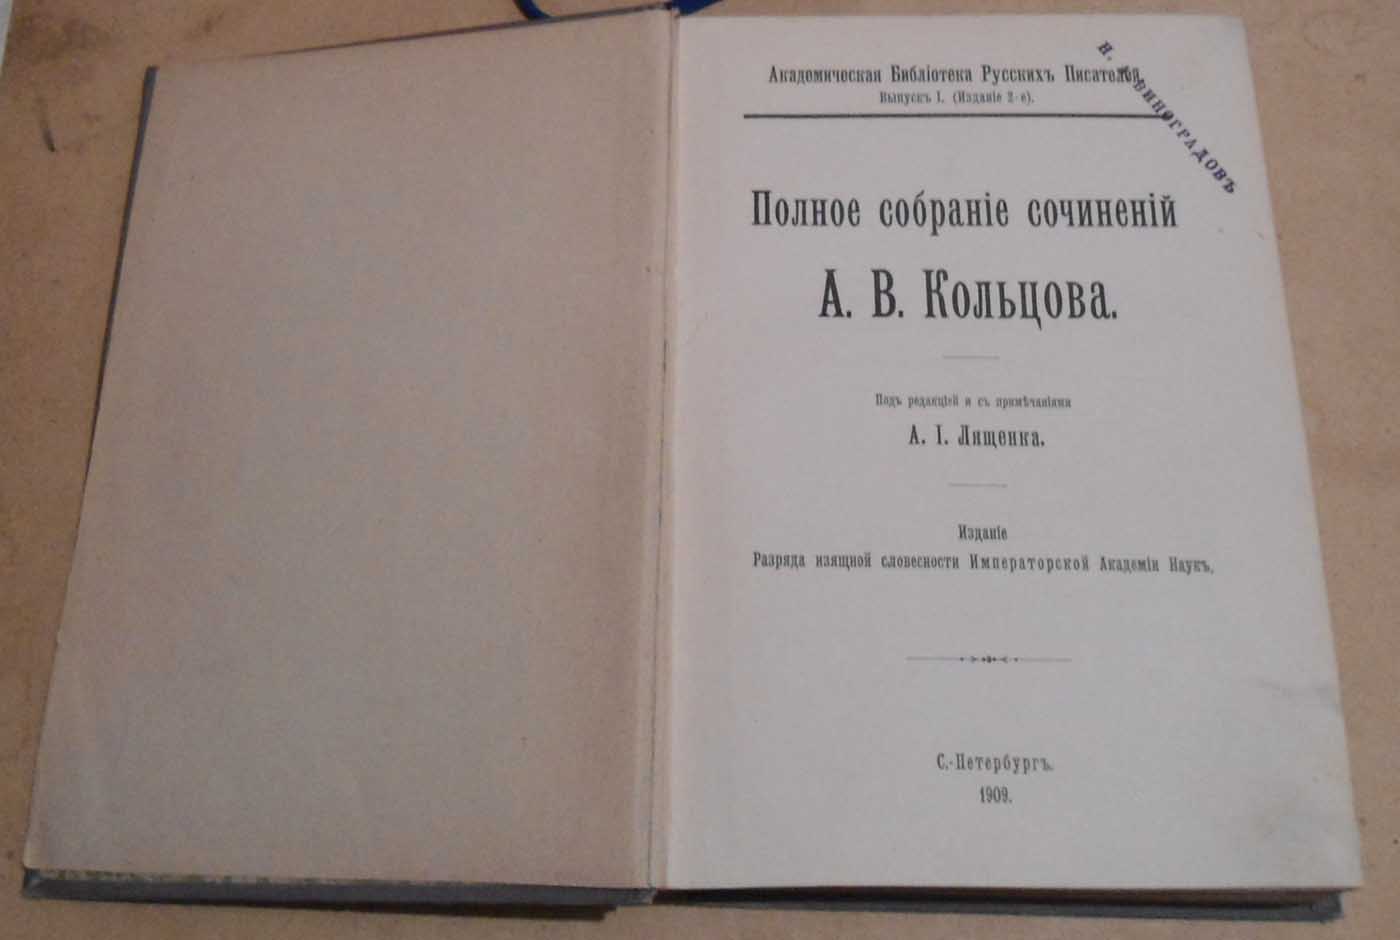 Академическая Библіотека Русскихъ Писателей.
Выпускъ I. (Изданіе 2-е).
Н. ВИНОГРАДОВЪ
Полное собраніе сочиненій
А. В. Кольцова.
Подъ редакціей и съ примѣчаніями
А. I. Лященка.
Изданіе
Разряда изящной словесности Императорской Академіи Наукъ.
С.-Петербургъ.
1909.